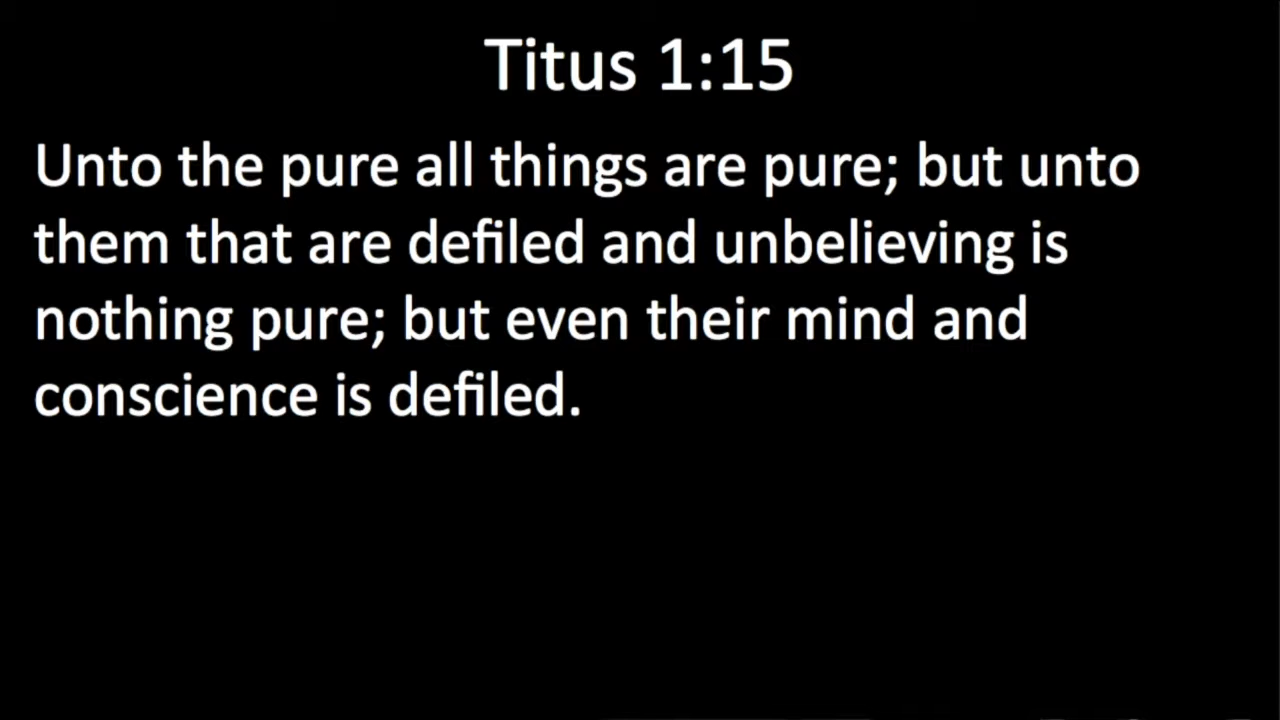 Titus 1:15
Unto the pure all things are pure; but unto
them that are defiled and unbelieving is
nothing pure; but even their mind and
conscience is defiled.